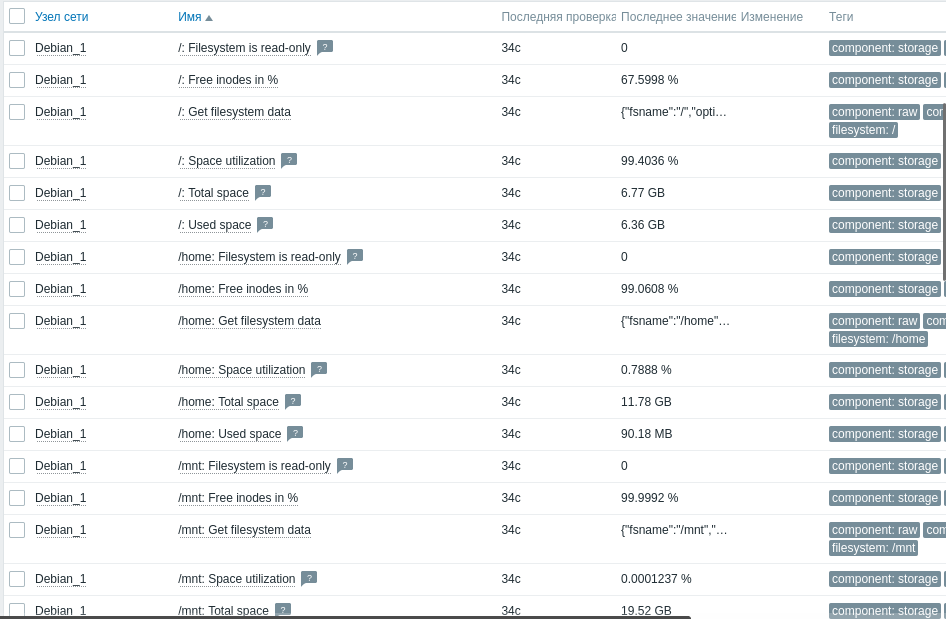 Узел сети Имя Последняя проверка Последнее значение Изменение Теги
Debian_1 /: Filesystem is read-only ? 34с 0 component: storage
Debian_1 /: Free inodes in % 34с 67.5998 % component: storage
Debian_1 /: Get filesystem data 34с {"fsname":"/","opti… component: raw
filesystem: /
Debian_1 /: Space utilization ? 34с 99.4036 % component: storage
Debian_1 /: Total space ? 34с 6.77 GB component: storage
Debian_1 /: Used space ? 34с 6.36 GB component: storage
Debian_1 /home: Filesystem is read-only ? 34с 0 component: storage
Debian_1 /home: Free inodes in % 34с 99.0608 % component: storage
Debian_1 /home: Get filesystem data 34с {"fsname":"/home"… component: raw
filesystem: /home
Debian_1 /home: Space utilization ? 34с 0.7888 % component: storage
Debian_1 /home: Total space ? 34с 11.78 GB component: storage
Debian_1 /home: Used space ? 34с 90.18 MB component: storage
Debian_1 /mnt: Filesystem is read-only ? 34с 0 component: storage
Debian_1 /mnt: Free inodes in % 34с 99.9992 % component: storage
Debian_1 /mnt: Get filesystem data 34с {"fsname":"/mnt","… component: raw
filesystem: /mnt
Debian_1 /mnt: Space utilization ? 34с 0.0001237 % component: storage
Debian_1 /mnt: Total space ? 34с 19.52 GB component: storage